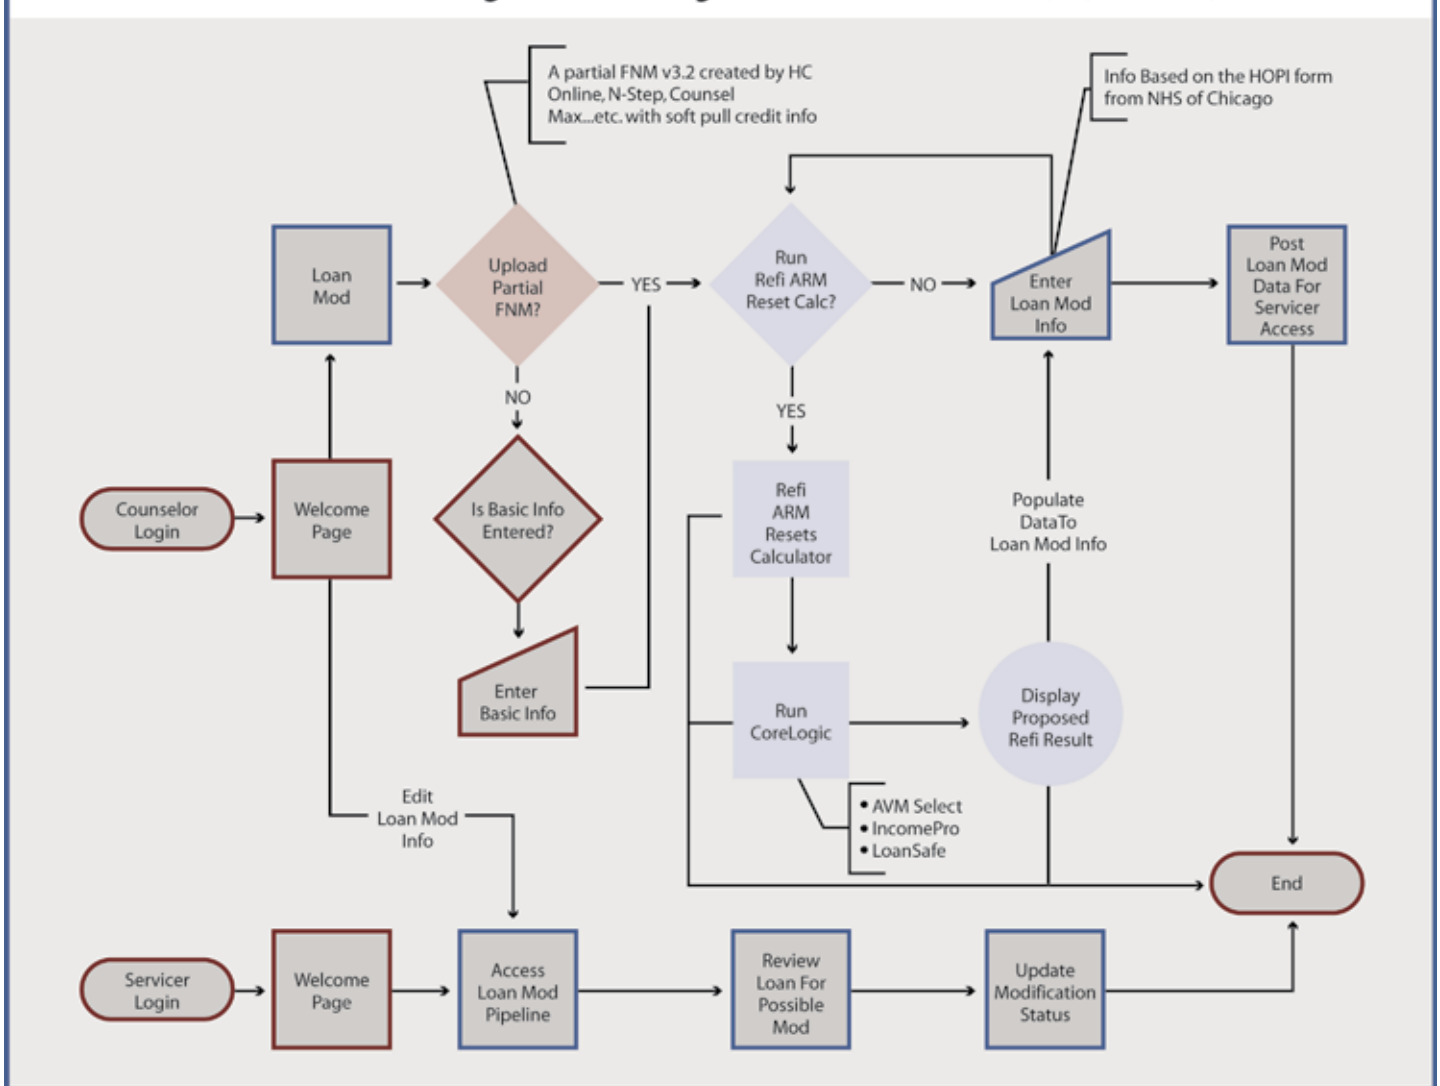 A partial FNM v3.2 created by HC
Online, N-Step, Counsel
Max...etc. with soft pull credit info
Info Based on the HOPI form
from NHS of Chicago
Loan
Mod
Upload
Partial
FNM?
YES
Run
Refi ARM
Reset Calc?
NO
Enter
Loan Mod
Info
Post
Loan Mod
Data For
Servicer
Access
NO
YES
Counselor
Login
Welcome
Page
Is Basic Info
Entered?
Refi
ARM
Resets
Calculator
Populate
DataTo
Loan Mod Info
Enter
Basic Info
Run
CoreLogic
Display
Proposed
Refi Result
Edit
Loan Mod
Info
• AVM Select
• IncomePro
• LoanSafe
End
Servicer
Login
Welcome
Page
Access
Loan Mod
Pipeline
Review
Loan For
Possible
Mod
Update
Modification
Status